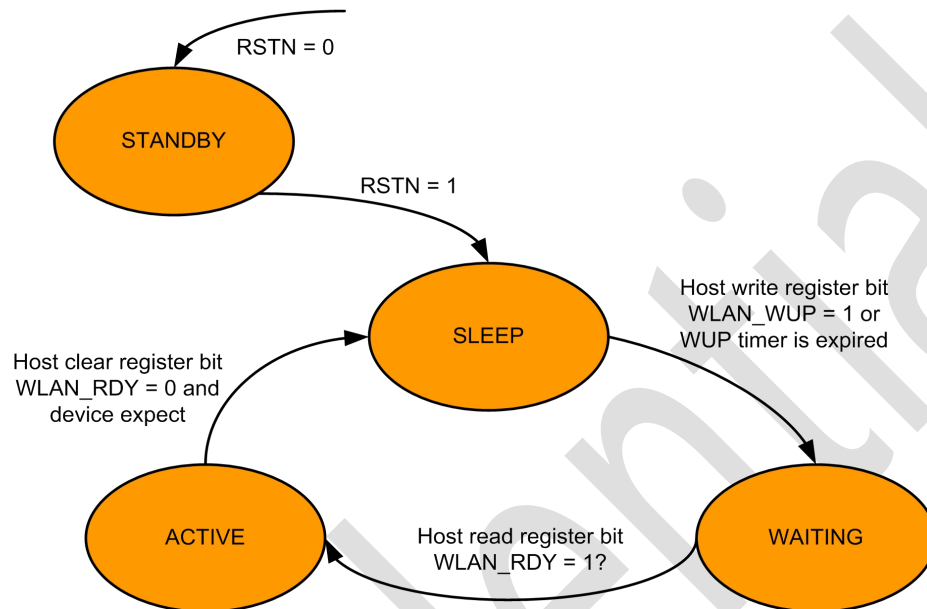 RSTN = 0
STANDBY
RSTN = 1
SLEEP
Host write register bit
WLAN_WUP = 1 or
WUP timer is expired
Host clear register bit
WLAN_RDY = 0 and
device expect
ACTIVE
Host read register bit
WLAN_RDY = 1?
WAITING